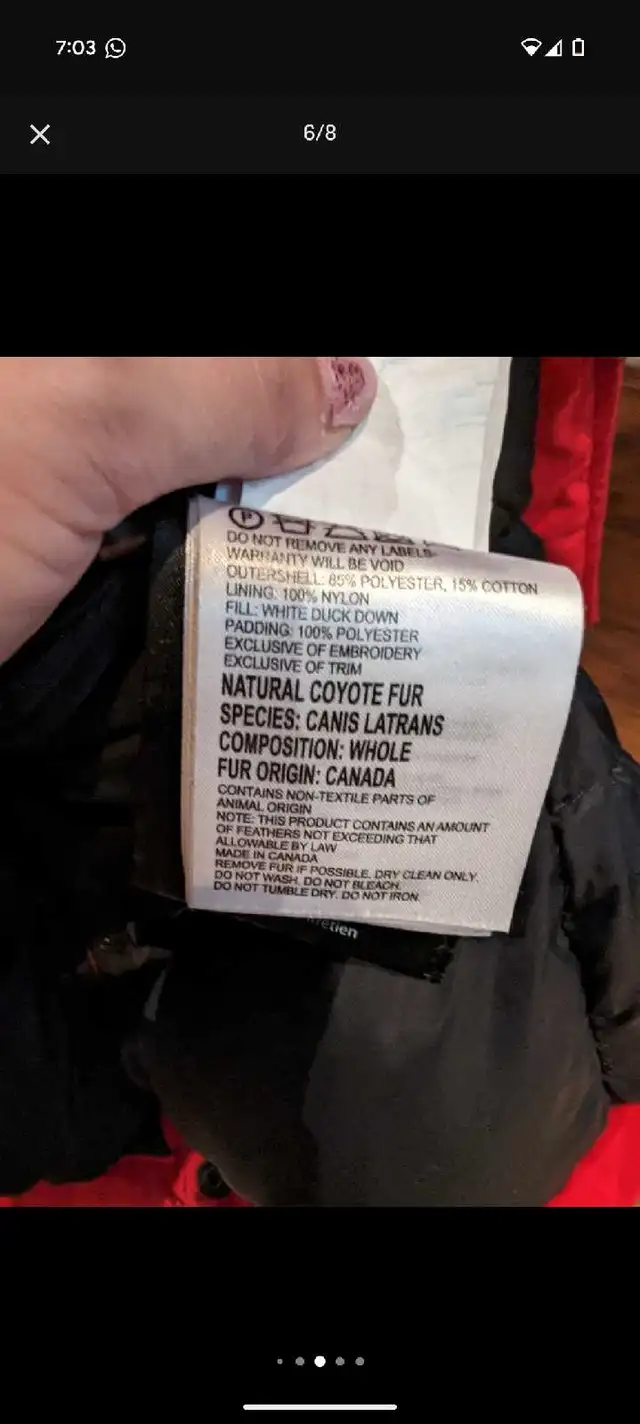 7:03
6/8
DO NOT REMOVE ANY LABELS-
WARRANTY WILL BE VOID
OUTERSHELL: 85% POLYESTER, 15% COTTON
LINING: 100% NYLON
FILL: WHITE DUCK DOWN
PADDING: 100% POLYESTER
EXCLUSIVE OF EMBROIDERY
EXCLUSIVE OF TRIM
NATURAL COYOTE FUR
SPECIES: CANIS LATRANS
COMPOSITION: WHOLE
FUR ORIGIN: CANADA
CONTAINS NON-TEXTILE PARTS OF
ANIMAL ORIGIN
NOTE: THIS PRODUCT CONTAINS AN AMOUNT
OF FEATHERS NOT EXCEEDING THAT
ALLOWABLE BY LAW
MADE IN CANADA
REMOVE FUR IF POSSIBLE. DRY CLEAN ONLY.
DO NOT WASH. DO NOT BLEACH.
DO NOT TUMBLE DRY. DO NOT IRON.